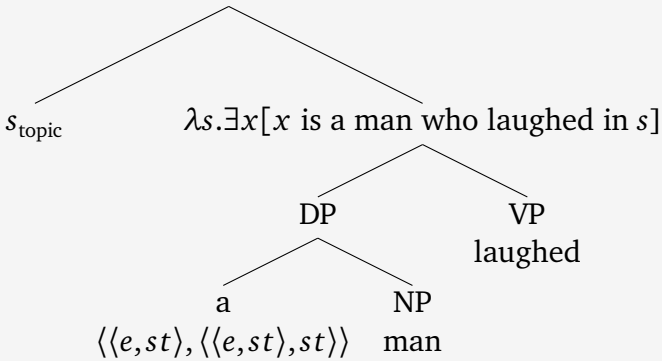 s_topic λs.∃x[x is a man who laughed in s]
DP VP
laughed
a NP
⟨⟨e,st⟩,⟨⟨e,st⟩,st⟩⟩ man